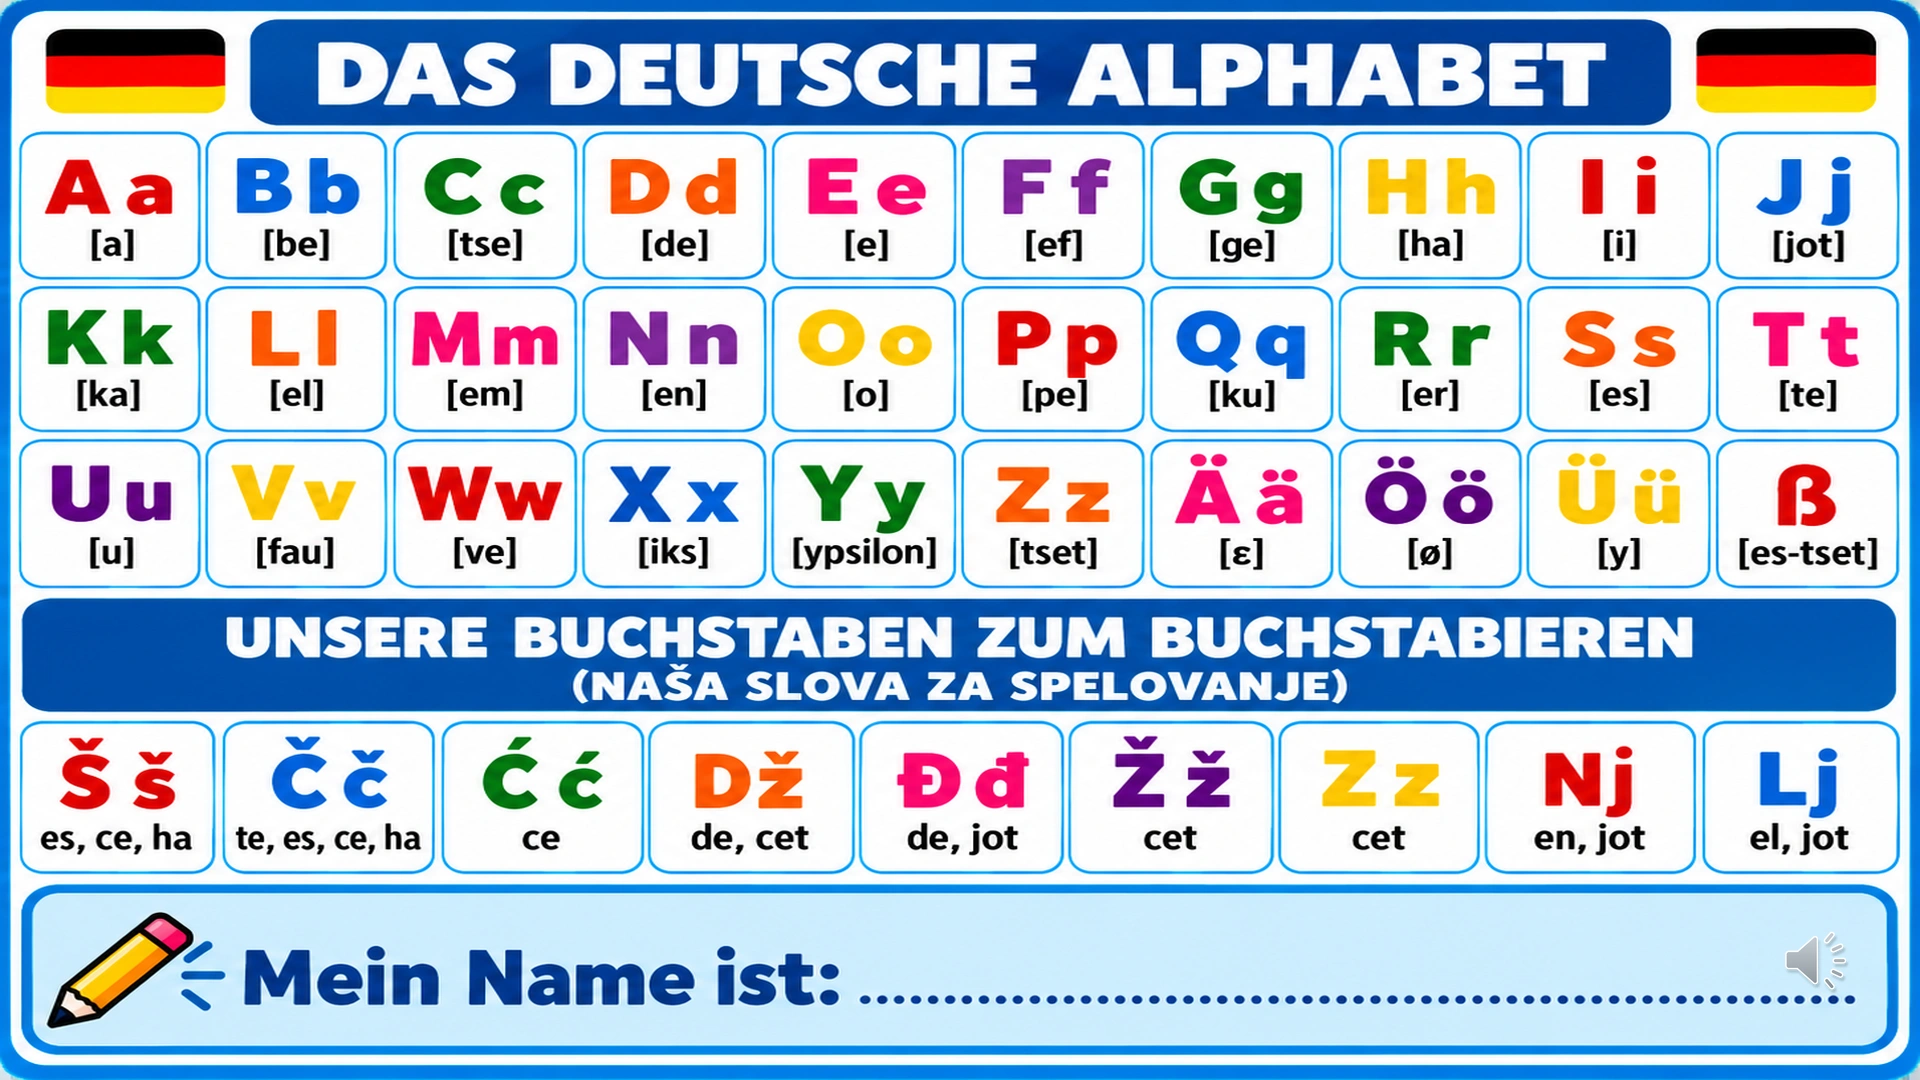 DAS DEUTSCHE ALPHABET
A a B b C c D d E e F f G g H h I i J j
[a] [be] [tse] [de] [e] [ef] [ge] [ha] [i] [jot]
K k L l M m N n O o P p Q q R r S s T t
[ka] [el] [em] [en] [o] [pe] [ku] [er] [es] [te]
U u V v W w X x Y y Z z Ä ä Ö ö Ü ü ß
[u] [fau] [ve] [iks] [ypsilon] [tset] [ɛ] [ø] [y] [es-tset]
UNSERE BUCHSTABEN ZUM BUCHSTABIEREN
(NAŠA SLOVA ZA SPELOVANJE)
Š š Č č Ć ć Dž Đ đ Ž ž Z z Nj Lj
es, ce, ha te, es, ce, ha ce de, cet de, jot cet cet en, jot el, jot
Mein Name ist: ................................................